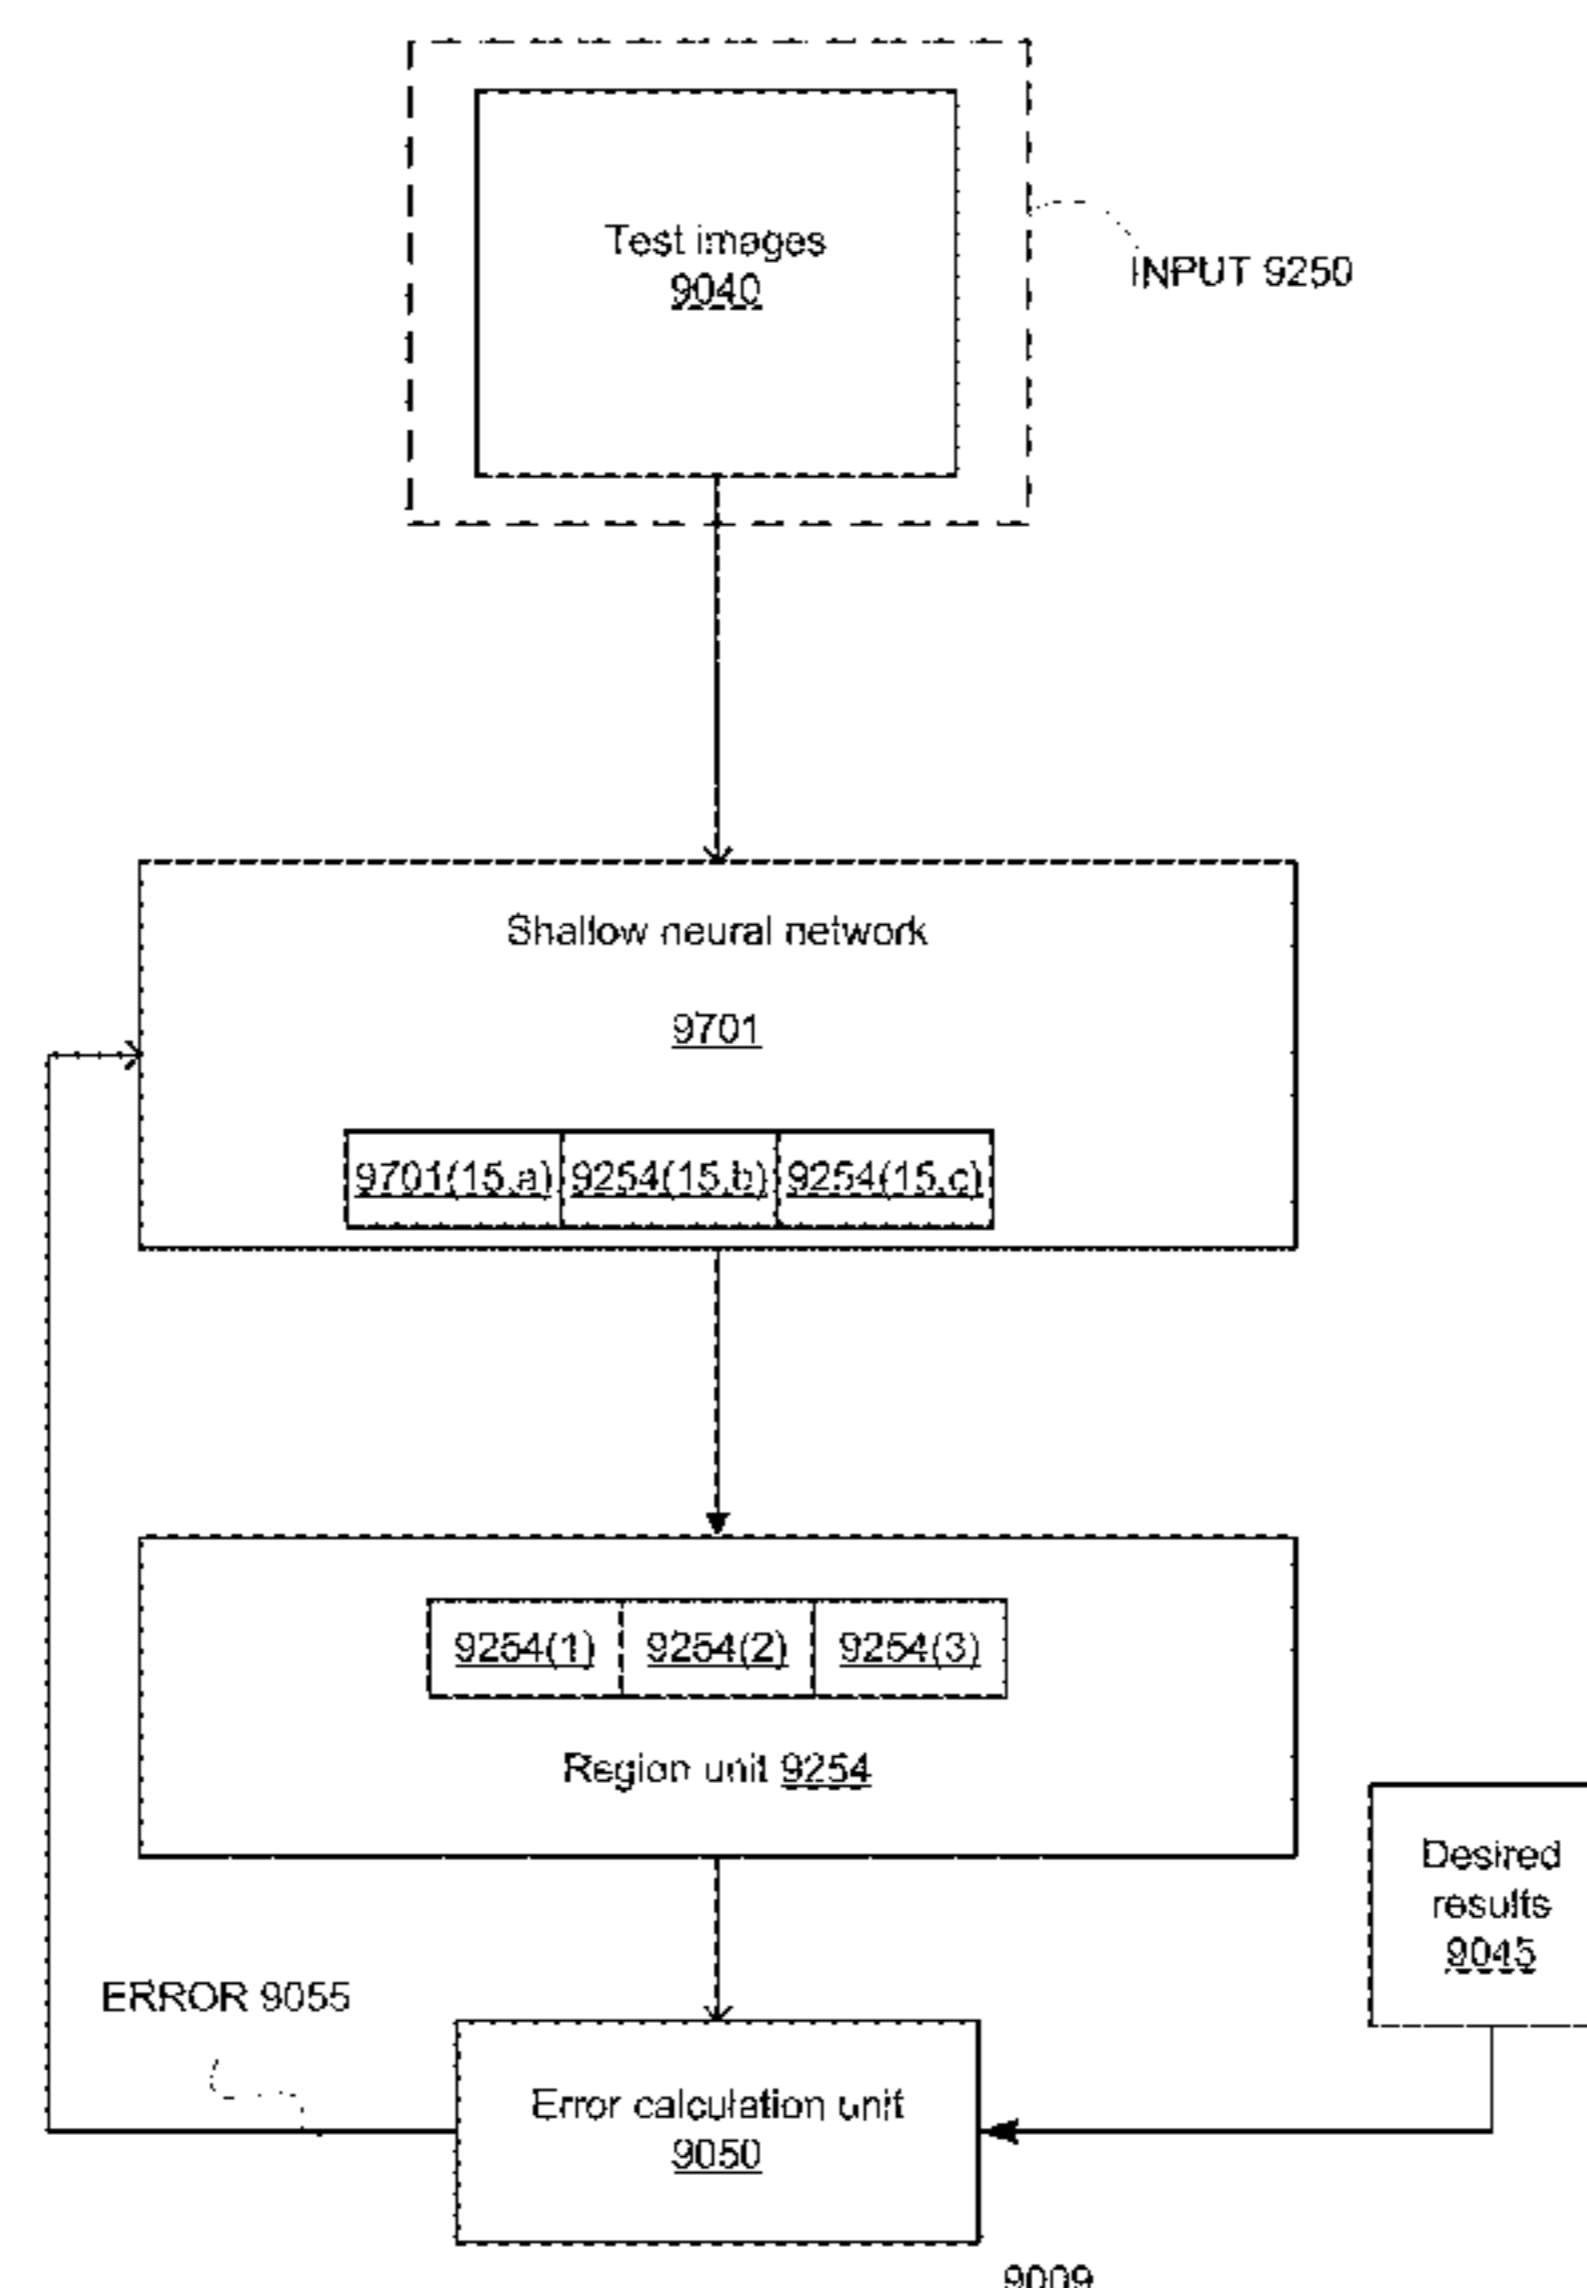 Test images
9040
INPUT 9250
Shallow neural network
9701
9701(15,a) 9254(15,b) 9254(15,c)
9254(1) 9254(2) 9254(3)
Region unit 9254
Desired
results
9045
ERROR 9055
Error calculation unit
9050
9009